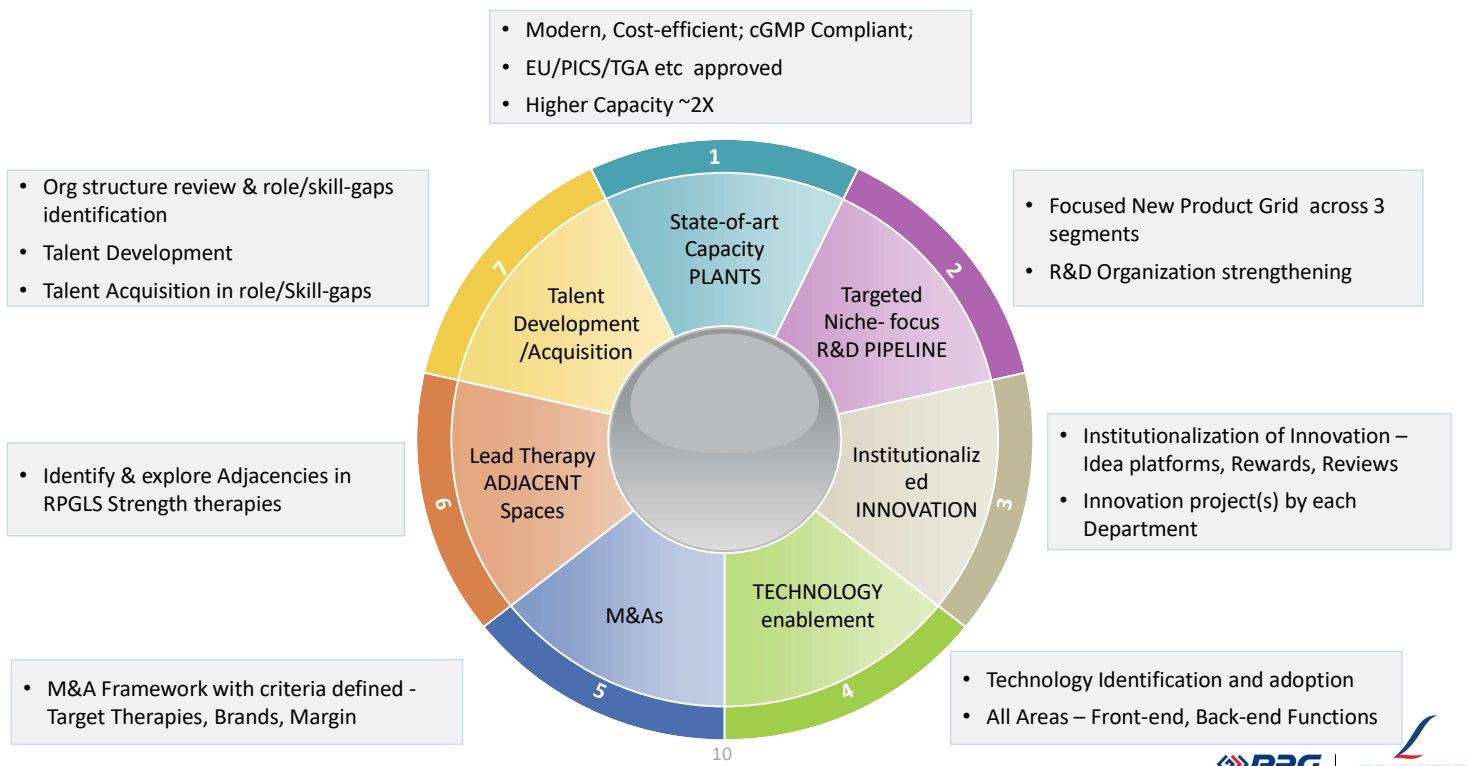 • Modern, Cost-efficient; cGMP Compliant;
• EU/PICS/TGA etc approved
• Higher Capacity ~2X
• Org structure review & role/skill-gaps
identification
• Talent Development
• Talent Acquisition in role/Skill-gaps
• Focused New Product Grid across 3
segments
• R&D Organization strengthening
1
State-of-art
Capacity
PLANTS
2
Targeted
Niche- focus
R&D PIPELINE
7
Talent
Development
/Acquisition
• Identify & explore Adjacencies in
RPGLS Strength therapies
6
Lead Therapy
ADJACENT
Spaces
3
Institutionaliz
ed
INNOVATION
• Institutionalization of Innovation –
Idea platforms, Rewards, Reviews
• Innovation project(s) by each
Department
5
M&As
4
TECHNOLOGY
enablement
• M&A Framework with criteria defined -
Target Therapies, Brands, Margin
• Technology Identification and adoption
• All Areas – Front-end, Back-end Functions
10
RPG